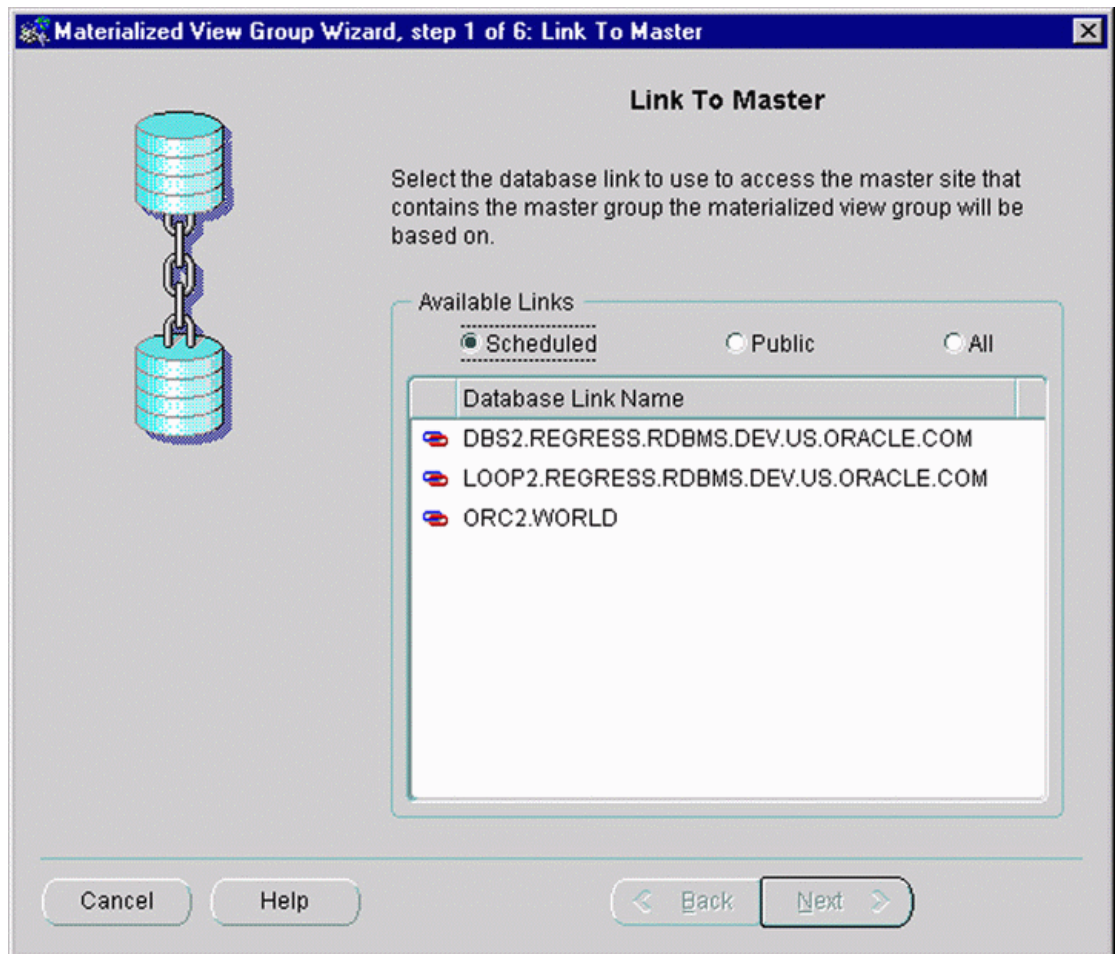 Materialized View Group Wizard, step 1 of 6: Link To Master
Link To Master
Select the database link to use to access the master site that
contains the master group the materialized view group will be
based on.
Available Links
Scheduled Public All
Database Link Name
DBS2.REGRESS.RDBMS.DEV.US.ORACLE.COM
LOOP2.REGRESS.RDBMS.DEV.US.ORACLE.COM
ORC2.WORLD
Cancel Help Back Next